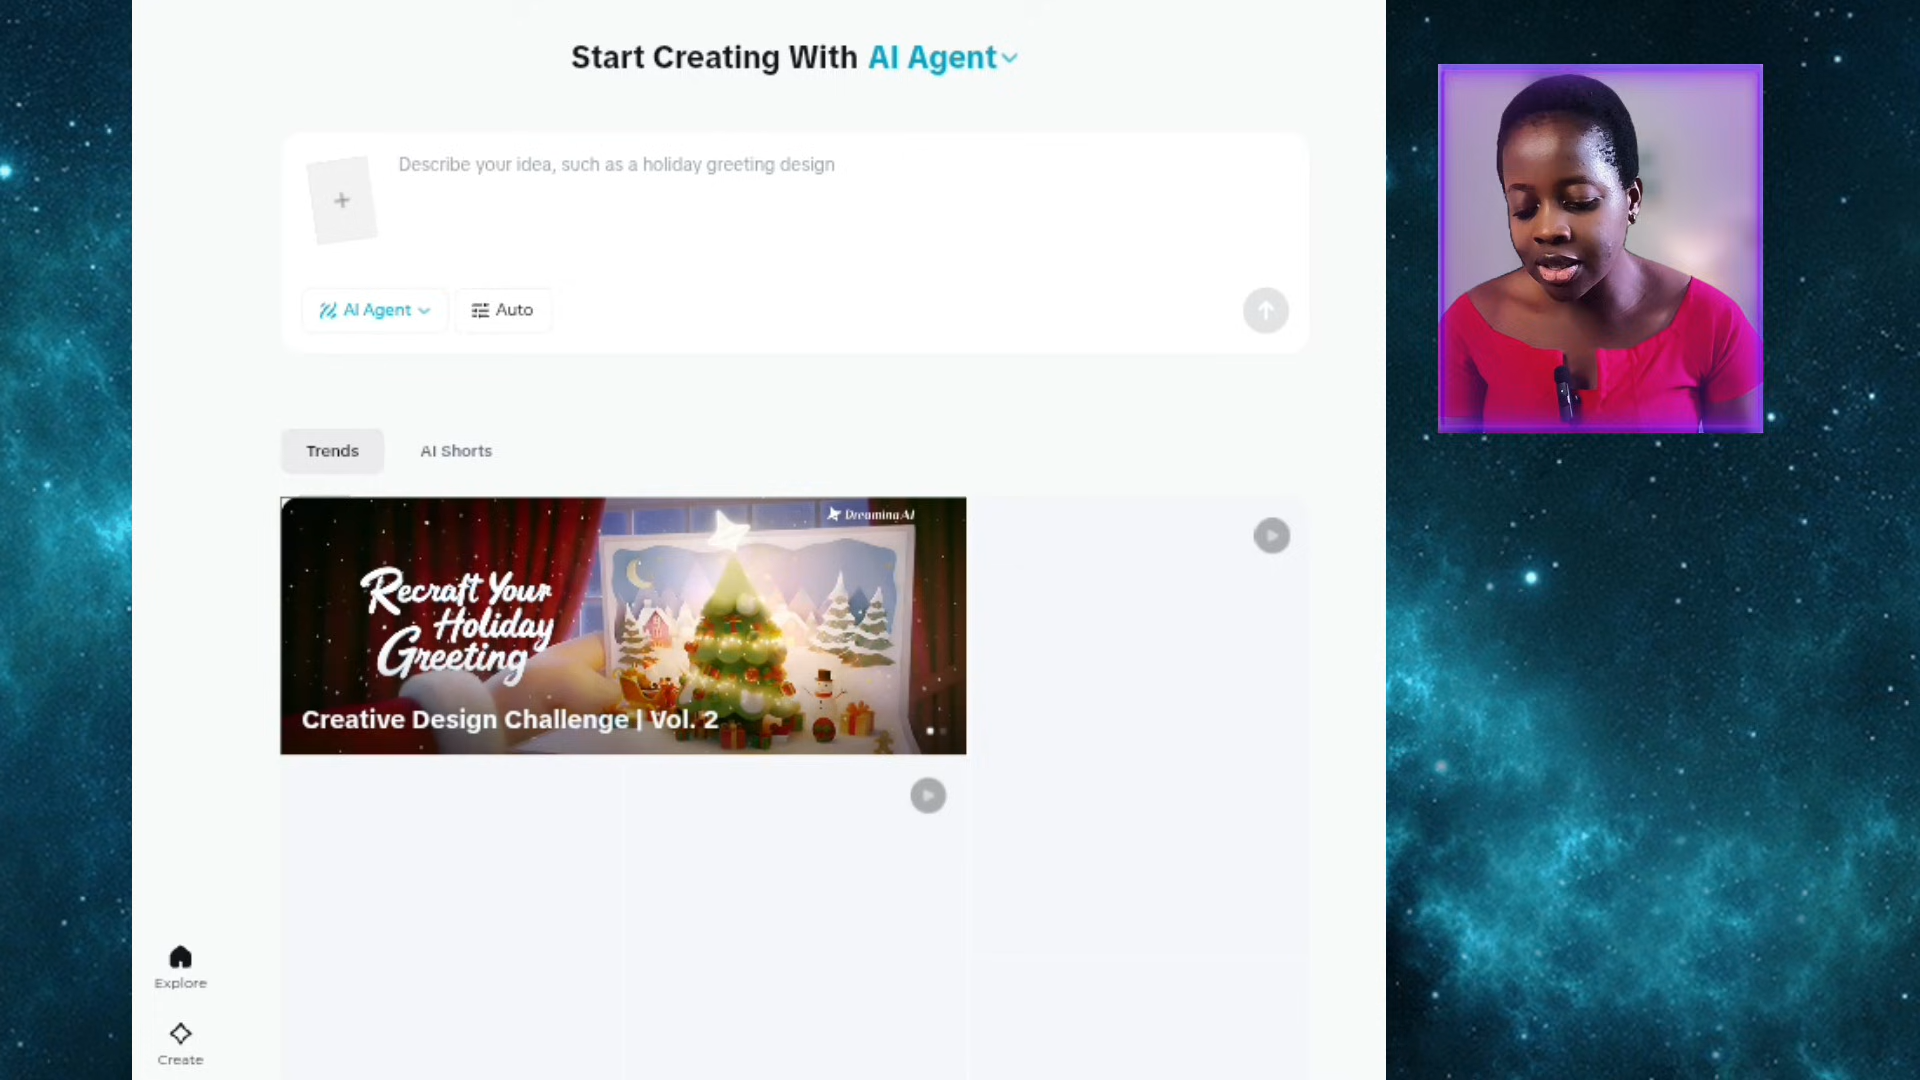 Start Creating With AI Agent
Describe your idea, such as a holiday greeting design
AI Agent
Auto
Trends
AI Shorts
Dreamina AI
Recraft Your
Holiday
Greeting
Creative Design Challenge | Vol. 2
Explore
Create